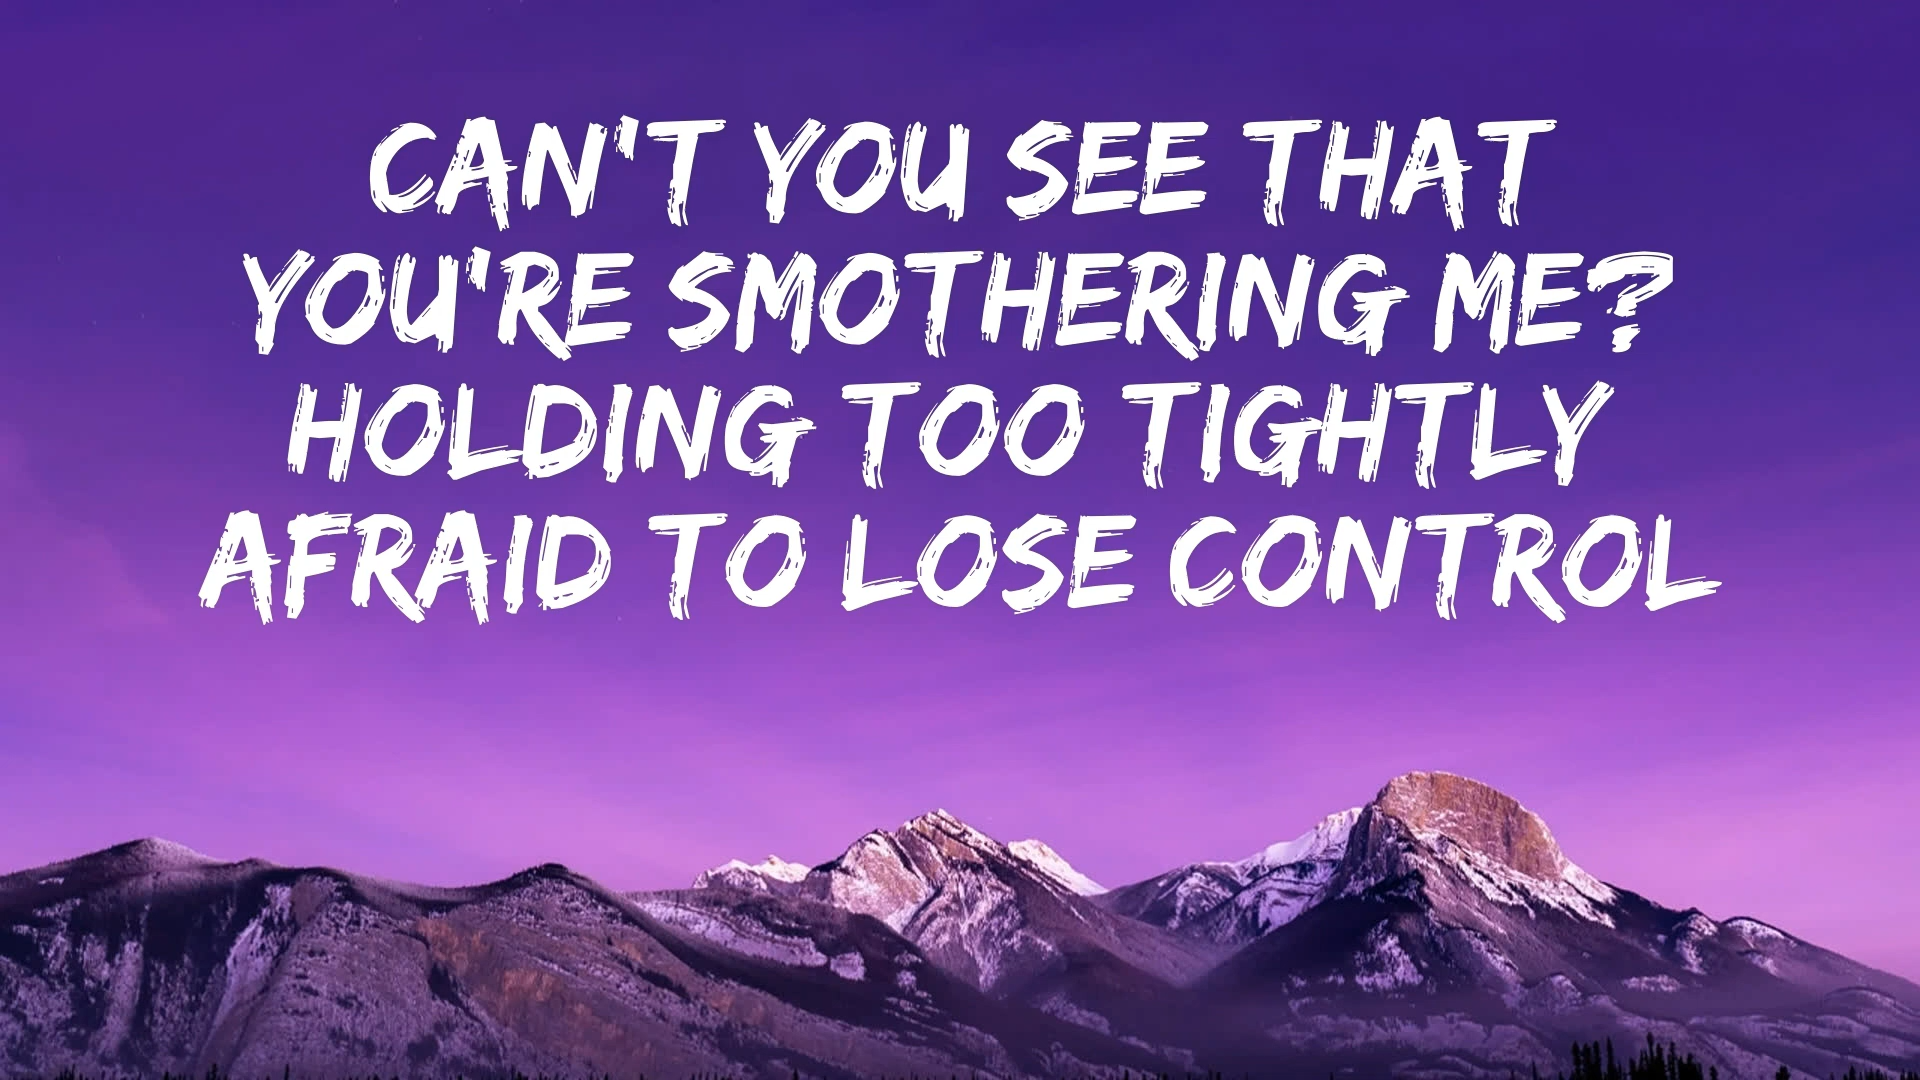 CAN'T YOU SEE THAT
YOU'RE SMOTHERING ME?
HOLDING TOO TIGHTLY
AFRAID TO LOSE CONTROL